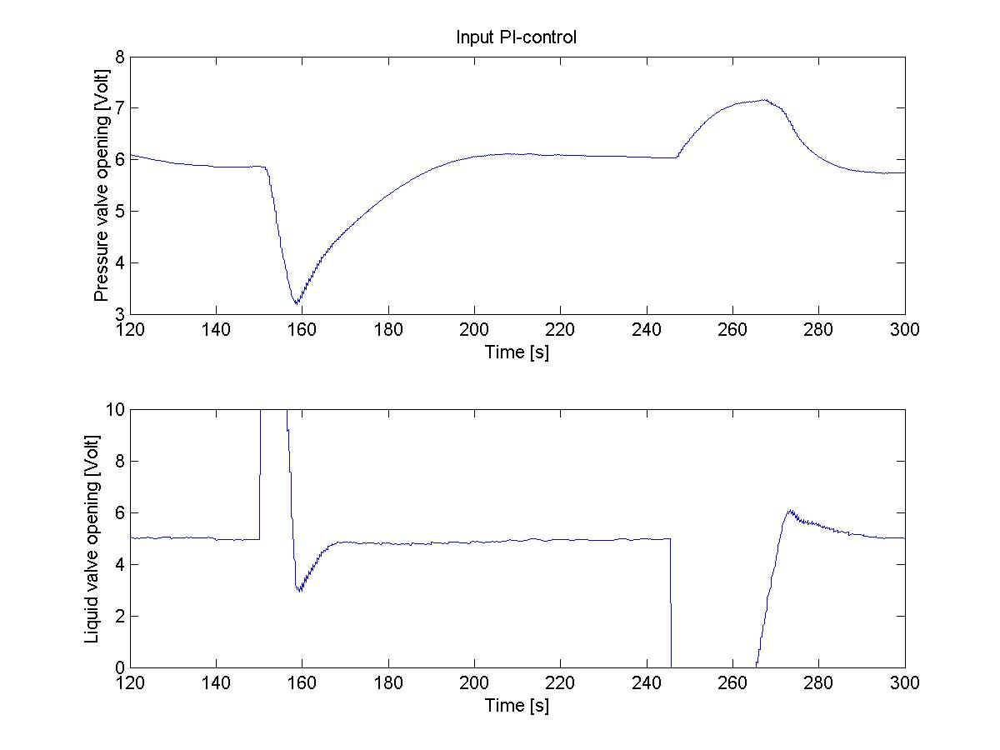 Input PI-control
Pressure valve opening [Volt]
8
7
6
5
4
3
120 140 160 180 200 220 240 260 280 300
Time [s]
Liquid valve opening [Volt]
10
8
6
4
2
0
120 140 160 180 200 220 240 260 280 300
Time [s]